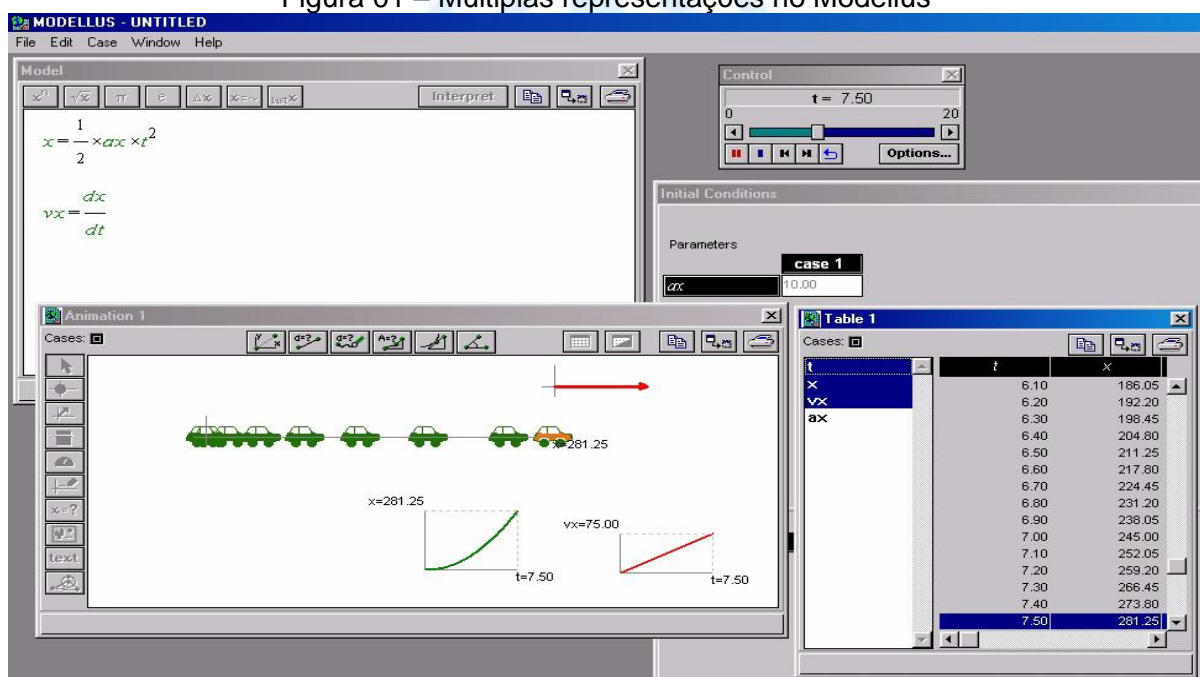 Figura 01 – Múltiplas representações no Modellus
MODELLUS - UNTITLED
File Edit Case Window Help
Model
xⁿ √x π e Δx x=~ last x Interpret
x = 1/2 × ax × t²
vx = dx/dt
Control
t = 7.50
0 20
Options...
Initial Conditions
Parameters
case 1
ax 10.00
Animation 1
Cases:
x=?
text
x=281.25
x=281.25
t=7.50
vx=75.00
t=7.50
Table 1
Cases:
t
x
vx
ax
t x
6.10 186.05
6.20 192.20
6.30 198.45
6.40 204.80
6.50 211.25
6.60 217.80
6.70 224.45
6.80 231.20
6.90 238.05
7.00 245.00
7.10 252.05
7.20 259.20
7.30 266.45
7.40 273.80
7.50 281.25